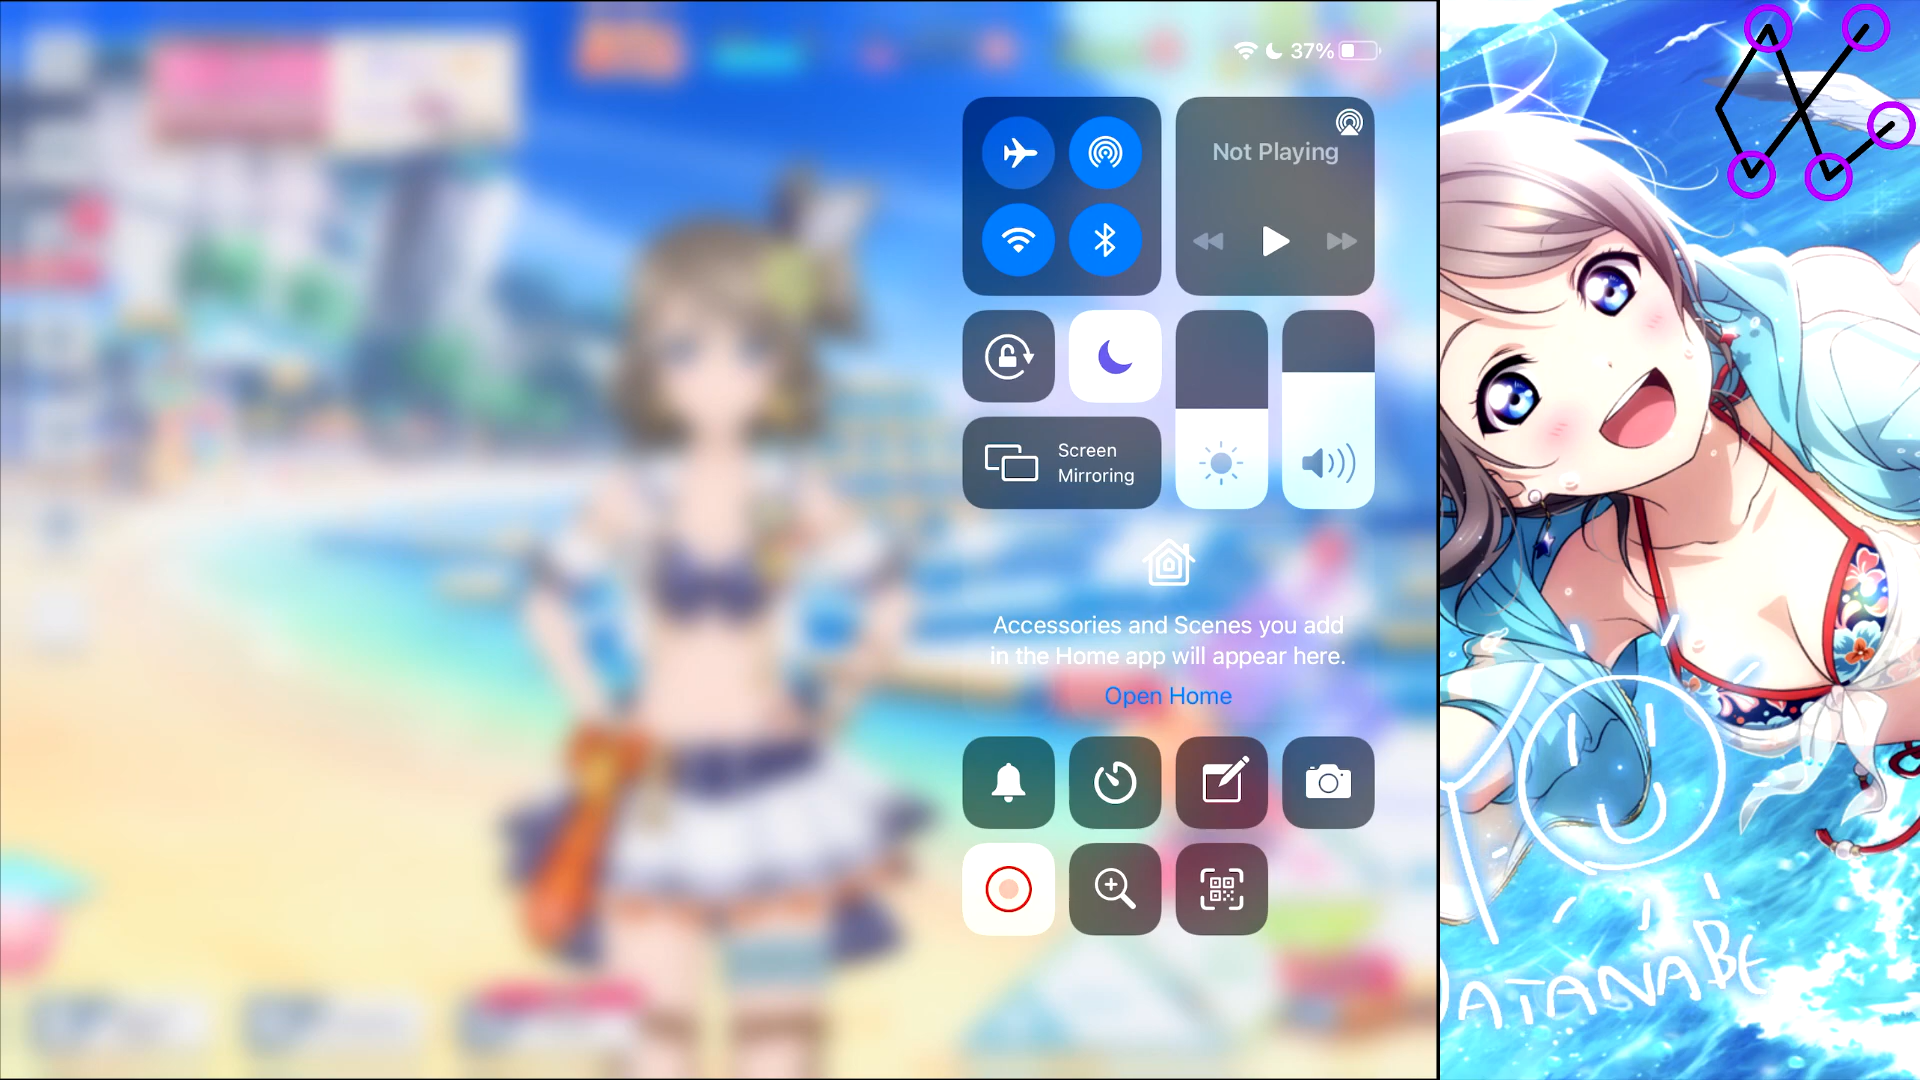 37%
Not Playing
Screen
Mirroring
Accessories and Scenes you add
in the Home app will appear here.
Open Home
WATANABE